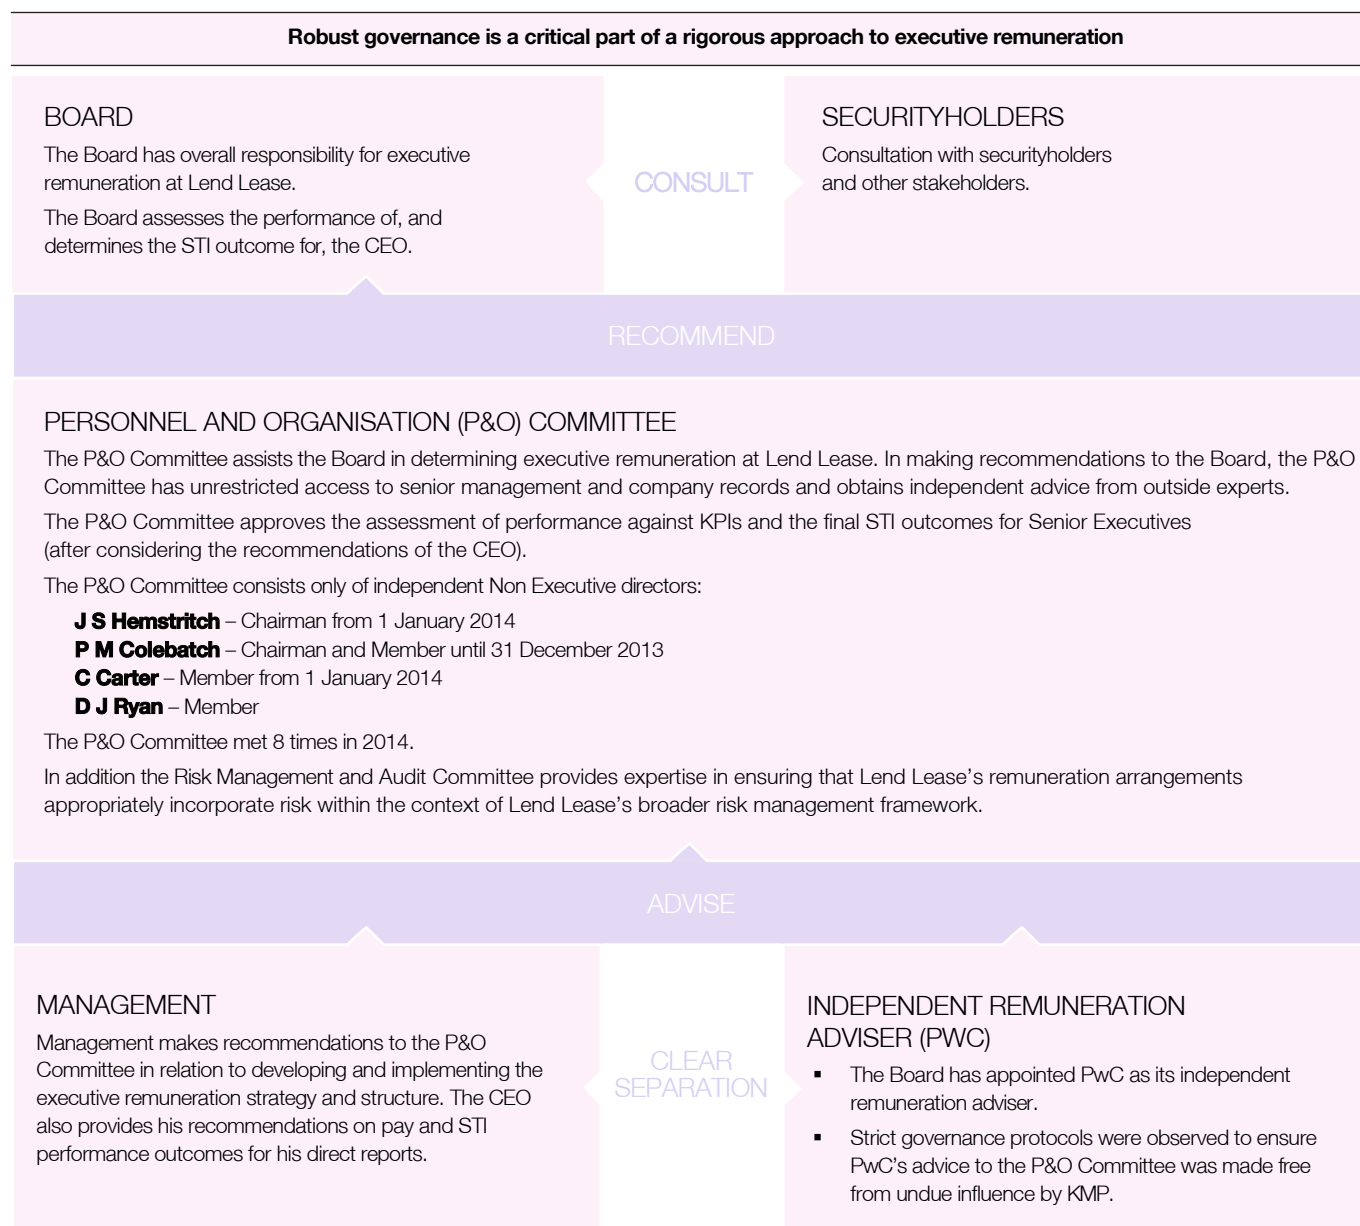 Robust governance is a critical part of a rigorous approach to executive remuneration
BOARD
The Board has overall responsibility for executive
remuneration at Lend Lease.
The Board assesses the performance of, and
determines the STI outcome for, the CEO.
CONSULT
SECURITYHOLDERS
Consultation with securityholders
and other stakeholders.
RECOMMEND
PERSONNEL AND ORGANISATION (P&O) COMMITTEE
The P&O Committee assists the Board in determining executive remuneration at Lend Lease. In making recommendations to the Board, the P&O
Committee has unrestricted access to senior management and company records and obtains independent advice from outside experts.
The P&O Committee approves the assessment of performance against KPIs and the final STI outcomes for Senior Executives
(after considering the recommendations of the CEO).
The P&O Committee consists only of independent Non Executive directors:
J S Hemstritch – Chairman from 1 January 2014
P M Colebatch – Chairman and Member until 31 December 2013
C Carter – Member from 1 January 2014
D J Ryan – Member
The P&O Committee met 8 times in 2014.
In addition the Risk Management and Audit Committee provides expertise in ensuring that Lend Lease's remuneration arrangements
appropriately incorporate risk within the context of Lend Lease's broader risk management framework.
ADVISE
MANAGEMENT
Management makes recommendations to the P&O
Committee in relation to developing and implementing the
executive remuneration strategy and structure. The CEO
also provides his recommendations on pay and STI
performance outcomes for his direct reports.
CLEAR
SEPARATION
INDEPENDENT REMUNERATION
ADVISER (PWC)
▪ The Board has appointed PwC as its independent
remuneration adviser.
▪ Strict governance protocols were observed to ensure
PwC's advice to the P&O Committee was made free
from undue influence by KMP.